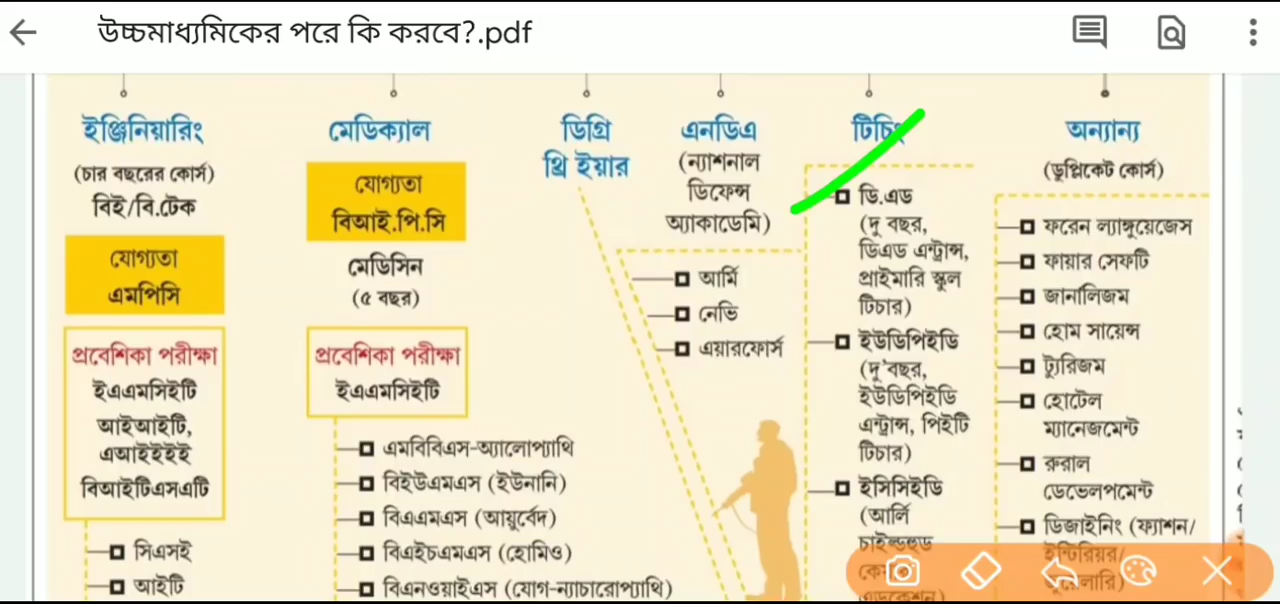 উচ্চমাধ্যমিকের পরে কি করবে?.pdf
ইঞ্জিনিয়ারিং
(চার বছরের কোর্স)
বিই/বি.টেক
যোগ্যতা
এমপিসি
প্রবেশিকা পরীক্ষা
ইএএমসিইটি
আইআইটি,
এআইইইই
বিআইটিএসএটি
সিএসই
আইটি
মেডিক্যাল
যোগ্যতা
বিআই.পি.সি
মেডিসিন
(৫ বছর)
প্রবেশিকা পরীক্ষা
ইএএমসিইটি
এমবিবিএস-অ্যালোপ্যাথি
বিইউএমএস (ইউনানি)
বিএএমএস (আয়ুর্বেদ)
বিএইচএমএস (হোমিও)
বিএনওয়াইএস (যোগ-ন্যাচারোপ্যাথি)
ডিগ্রি
থ্রি ইয়ার
এনডিএ
(ন্যাশনাল
ডিফেন্স
অ্যাকাডেমি)
আর্মি
নেভি
এয়ারফোর্স
টিচিং
ডি.এড
(দু বছর,
ডিএড এন্ট্রান্স,
প্রাইমারি স্কুল
টিচার)
ইউডিপিইডি
(দু'বছর,
ইউডিপিইডি
এন্ট্রান্স, পিইটি
টিচার)
ইসিসিইডি
(আর্লি
চাইল্ডহুড
অন্যান্য
(ডুপ্লিকেট কোর্স)
ফরেন ল্যাঙ্গুয়েজেস
ফায়ার সেফটি
জার্নালিজম
হোম সায়েন্স
ট্যুরিজম
হোটেল
ম্যানেজমেন্ট
রুরাল
ডেভেলপমেন্ট
ডিজাইনিং (ফ্যাশন/
ইন্টিরিয়র/